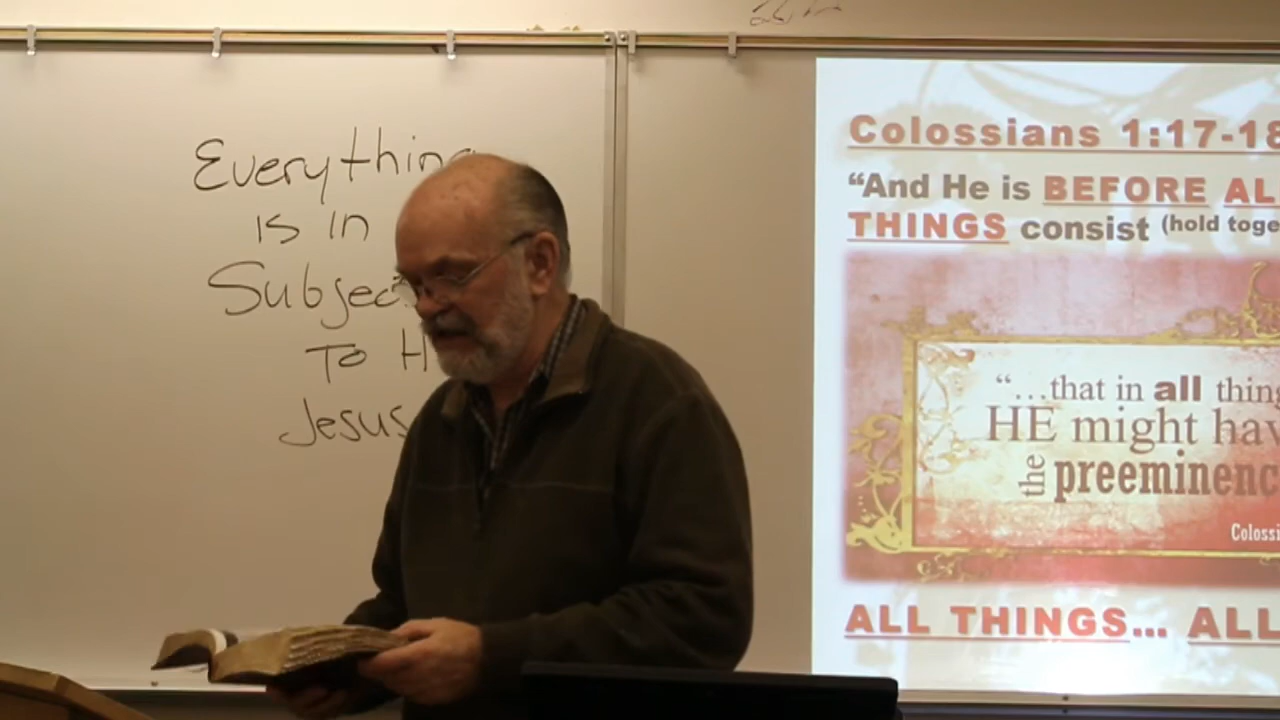 Everything
is in
Subjec
To H
Jesus
Colossians 1:17-18
“And He is BEFORE AL
THINGS consist (hold toge
“...that in all thing
HE might hav
the preeminenc
Colossi
ALL THINGS... ALL